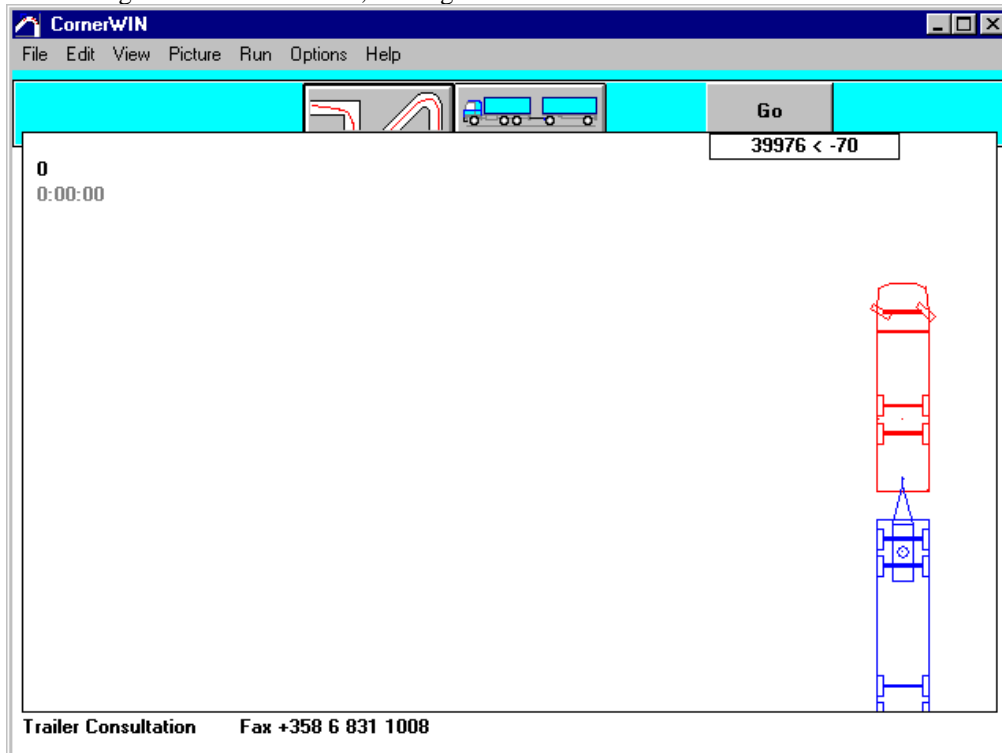 CornerWIN
File Edit View Picture Run Options Help
Go
39976 < -70
0
0:00:00
Trailer Consultation Fax +358 6 831 1008